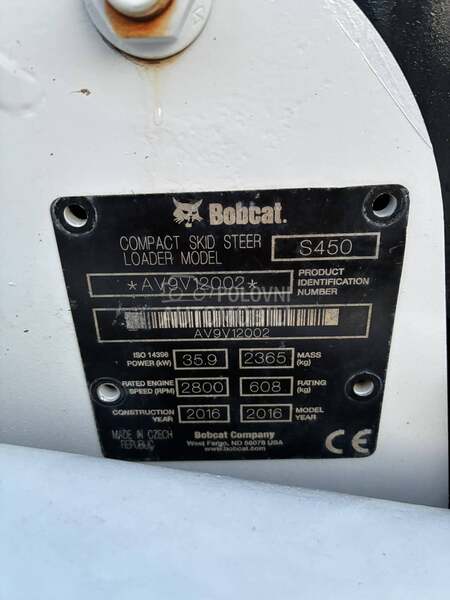 Bobcat.
COMPACT SKID STEER LOADER MODEL S450
*AV9V12002* PRODUCT IDENTIFICATION NUMBER
POLOVNI
AV9V12002
ISO 14396 POWER (kW) 35.9 2365 MASS (kg)
RATED ENGINE SPEED (RPM) 2800 608 RATING (kg)
CONSTRUCTION YEAR 2016 2016 MODEL YEAR
MADE IN CZECH REPUBLIC
Bobcat Company
West Fargo, ND 58078 USA
www.bobcat.com
CE